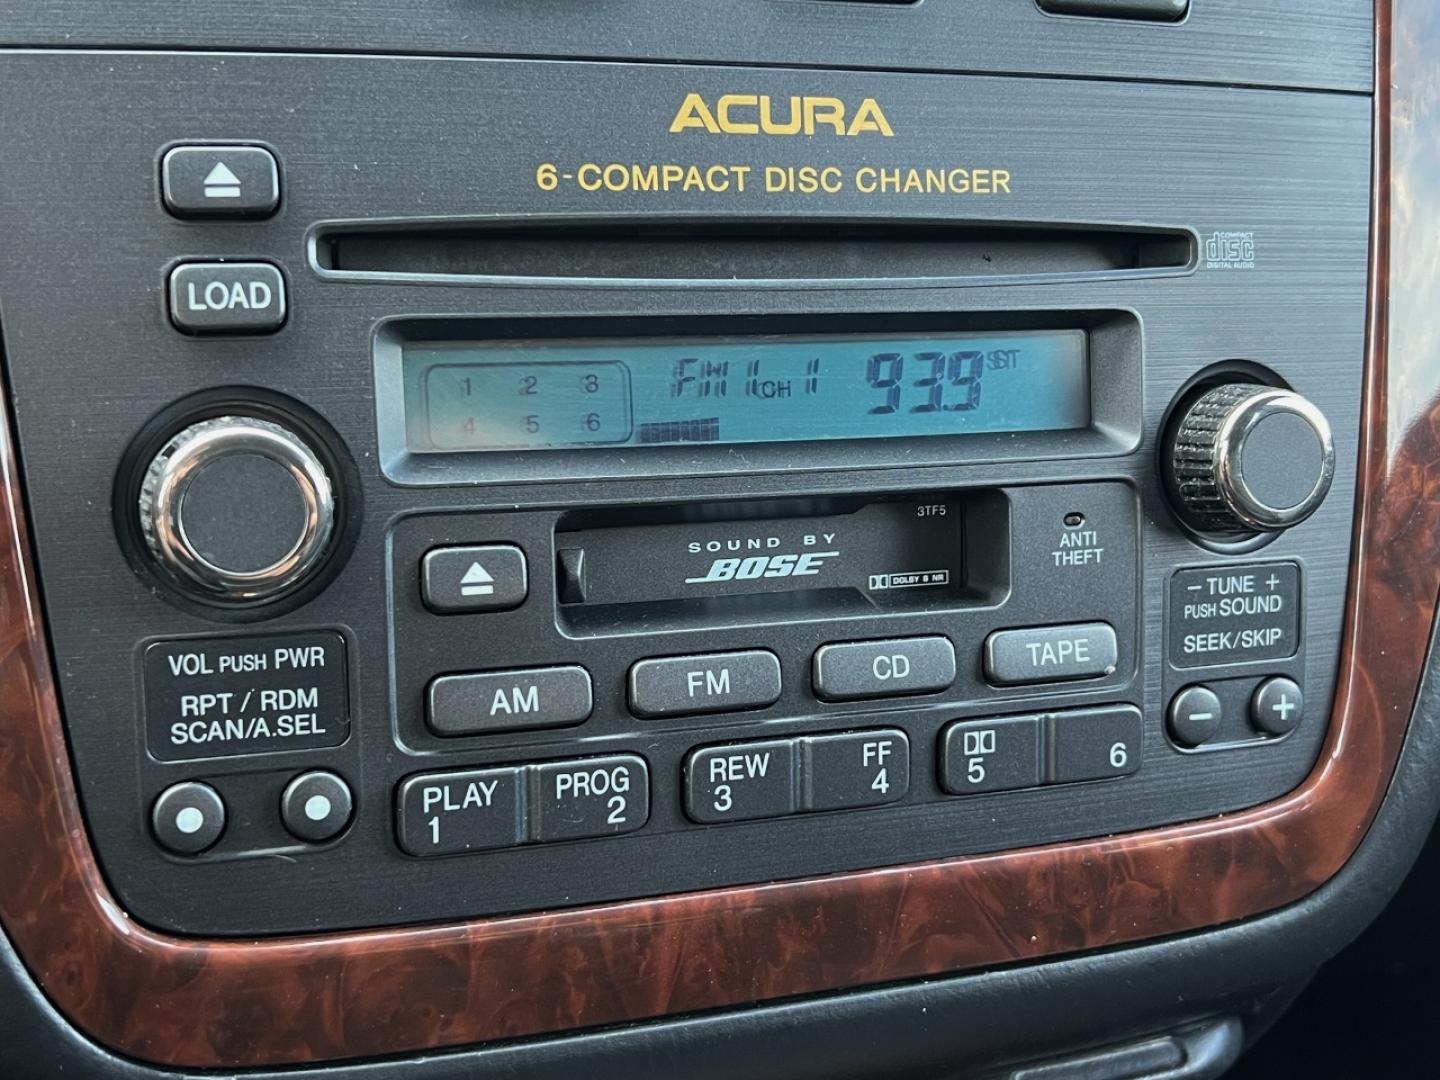 ACURA
6-COMPACT DISC CHANGER
COMPACT
disc
DIGITAL AUDIO
LOAD
1 2 3
4 5 6
FM 1 CH 1 93.9 ST
3TF5
SOUND BY
BOSE
DOLBY B NR
ANTI
THEFT
- TUNE +
PUSH SOUND
SEEK/SKIP
VOL PUSH PWR
RPT / RDM
SCAN/A.SEL
AM FM CD TAPE
- +
PLAY
1
PROG
2
REW
3
FF
4
5
6